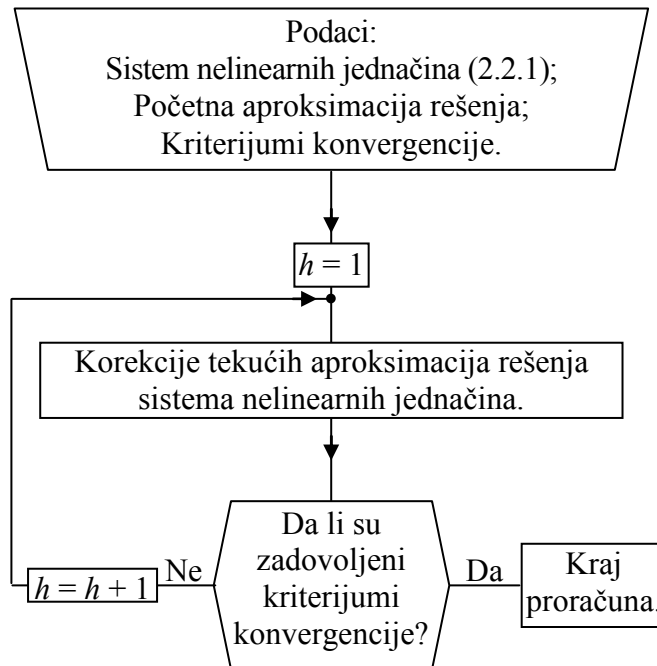 Podaci:
Sistem nelinearnih jednačina (2.2.1);
Početna aproksimacija rešenja;
Kriterijumi konvergencije.
h = 1
Korekcije tekućih aproksimacija rešenja
sistema nelinearnih jednačina.
Da li su
zadovoljeni
kriterijumi
konvergencije?
Ne
h = h + 1
Da
Kraj
proračuna.